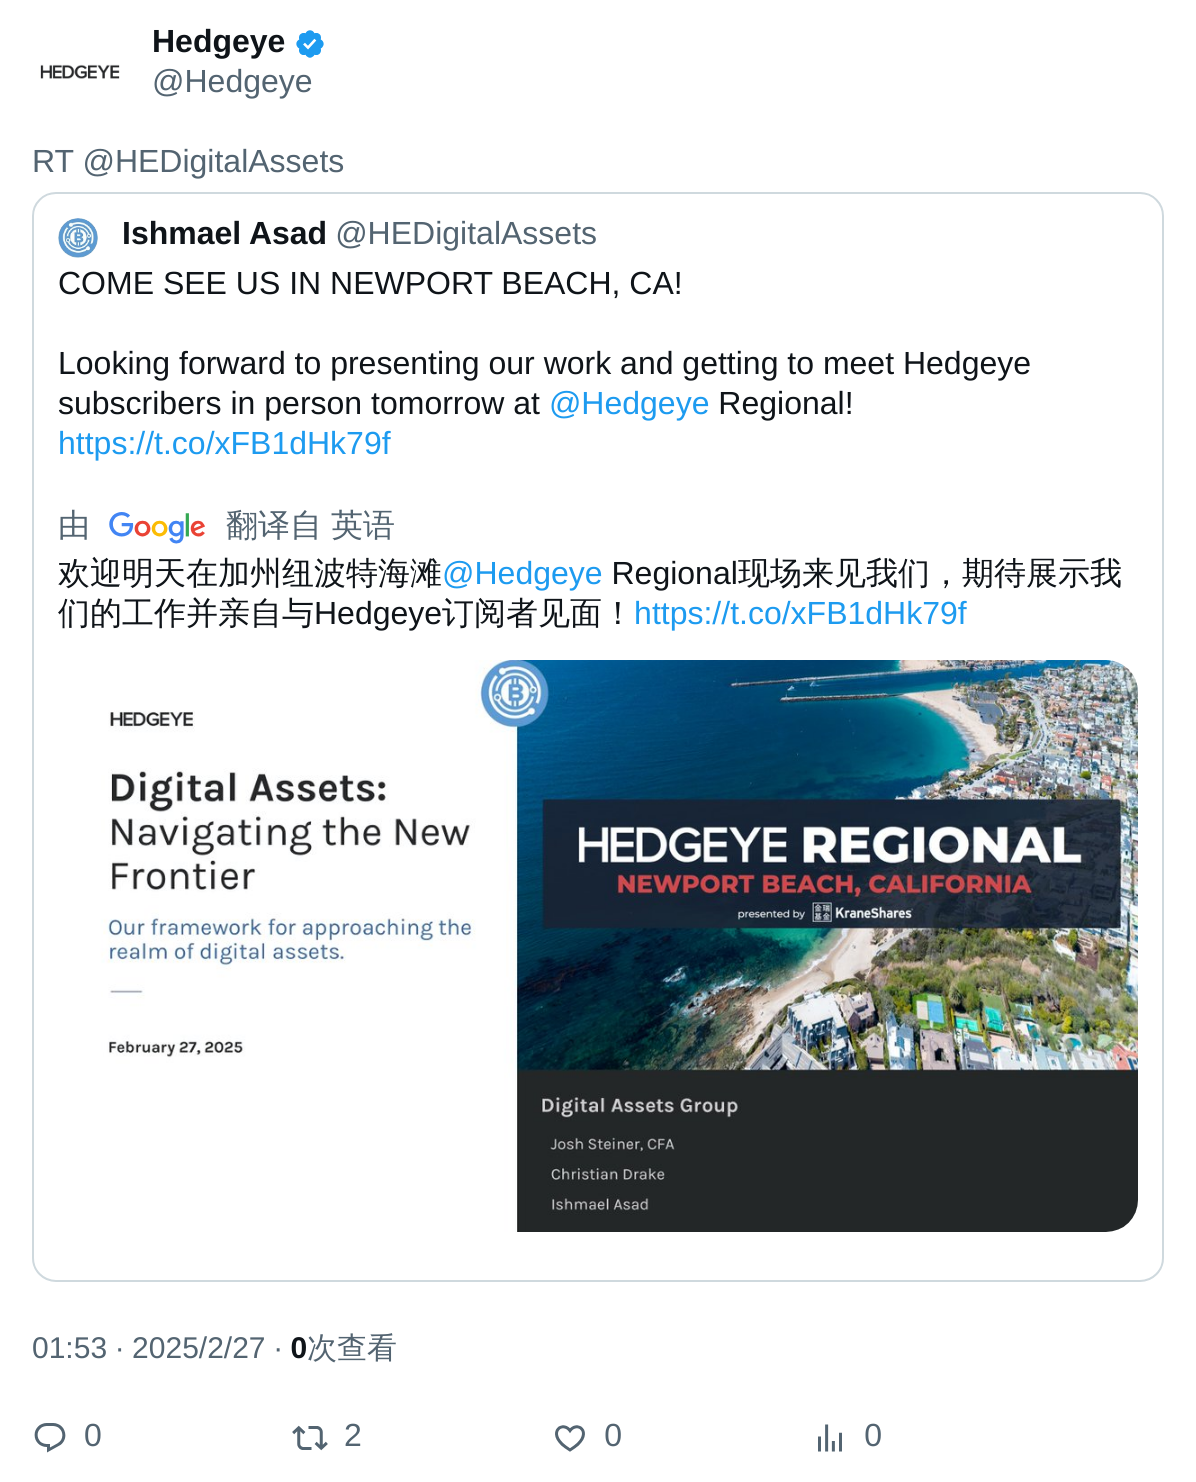 Hedgeye
HEDGEYE
@Hedgeye
RT @HEDigitalAssets
Ishmael Asad @HEDigitalAssets
COME SEE US IN NEWPORT BEACH, CA!
Looking forward to presenting our work and getting to meet Hedgeye
subscribers in person tomorrow at @Hedgeye Regional!
https://t.co/xFB1dHk79f
由 Google 翻译自 英语
欢迎明天在加州纽波特海滩@Hedgeye Regional现场来见我们，期待展示我
们的工作并亲自与Hedgeye订阅者见面！https://t.co/xFB1dHk79f
HEDGEYE
Digital Assets:
Navigating the New
Frontier
Our framework for approaching the
realm of digital assets.
February 27, 2025
HEDGEYE REGIONAL
NEWPORT BEACH, CALIFORNIA
presented by 金瑞基金 KraneShares
Digital Assets Group
Josh Steiner, CFA
Christian Drake
Ishmael Asad
01:53 · 2025/2/27 · 0次查看
0 2 0 0